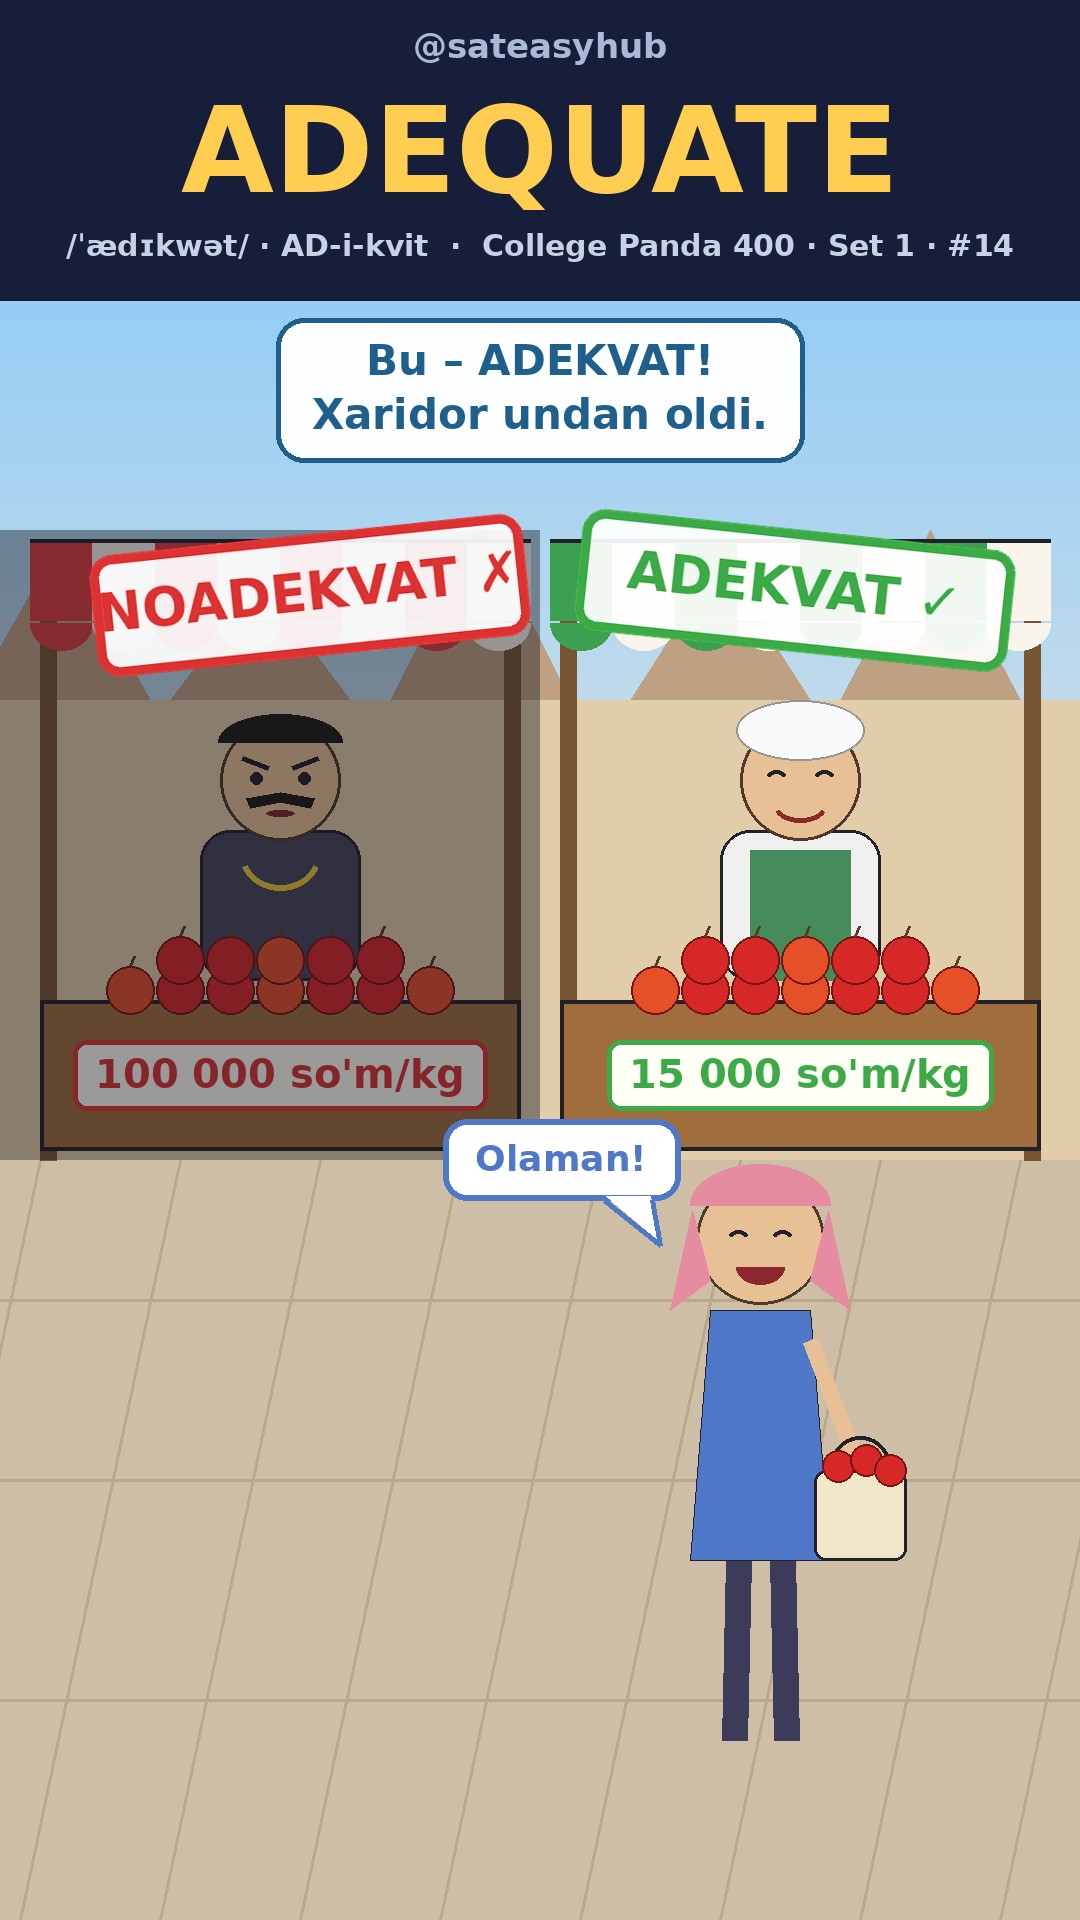 @sateasyhub
ADEQUATE
/ˈædɪkwət/ · AD-i-kvit · College Panda 400 · Set 1 · #14
Bu – ADEKVAT!
Xaridor undan oldi.
NOADEKVAT ✗
ADEKVAT ✓
100 000 so'm/kg
15 000 so'm/kg
Olaman!